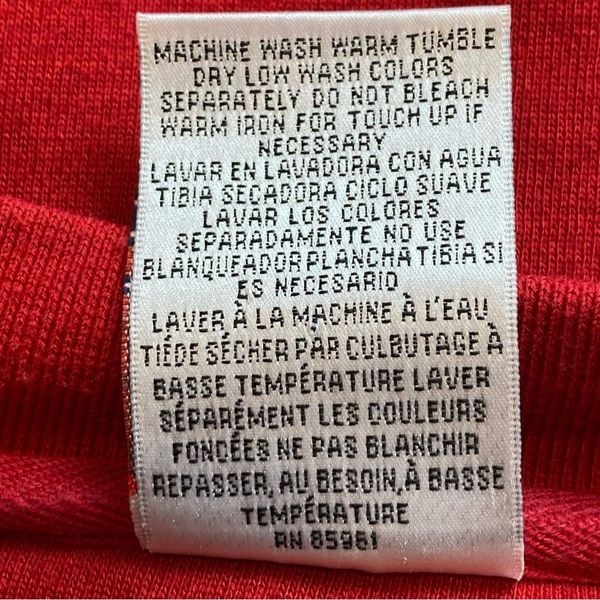 MACHINE WASH WARM TUMBLE
DRY LOW WASH COLORS
SEPARATELY DO NOT BLEACH
WARM IRON FOR TOUCH UP IF
NECESSARY
LAVAR EN LAVADORA CON AGUA
TIBIA SECADORA CICLO SUAVE
LAVAR LOS COLORES
SEPARADAMENTE NO USE
BLANQUEADOR PLANCHA TIBIA SI
ES NECESARIO
LAVER À LA MACHINE À L'EAU
TIÉDE SÉCHER PAR CULBUTAGE À
BASSE TEMPÉRATURE LAVER
SÉPARÉMENT LES COULEURS
FONCÉES NE PAS BLANCHIR
REPASSER, AU BESOIN, À BASSE
TEMPÉRATURE
RN 85961